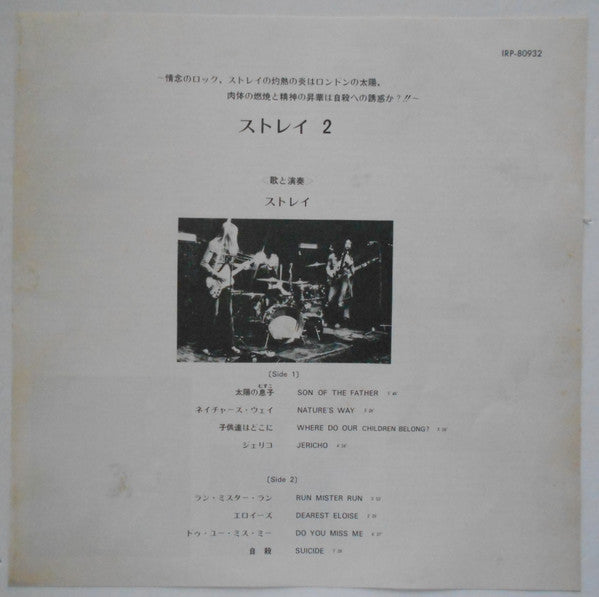 IRP-80932
～情念のロック、ストレイの灼熱の炎はロンドンの太陽。
肉体の燃焼と精神の昇華は自殺への誘惑か?!!～
ストレイ 2
<歌と演奏>
ストレイ
〔Side 1〕
太陽の息子 SON OF THE FATHER
ネイチャース・ウェイ NATURE'S WAY
子供達はどこに WHERE DO OUR CHILDREN BELONG?
ジェリコ JERICHO
〔Side 2〕
ラン・ミスター・ラン RUN MISTER RUN
エロイーズ DEAREST ELOISE
トゥ・ユー・ミス・ミー DO YOU MISS ME
自殺 SUICIDE